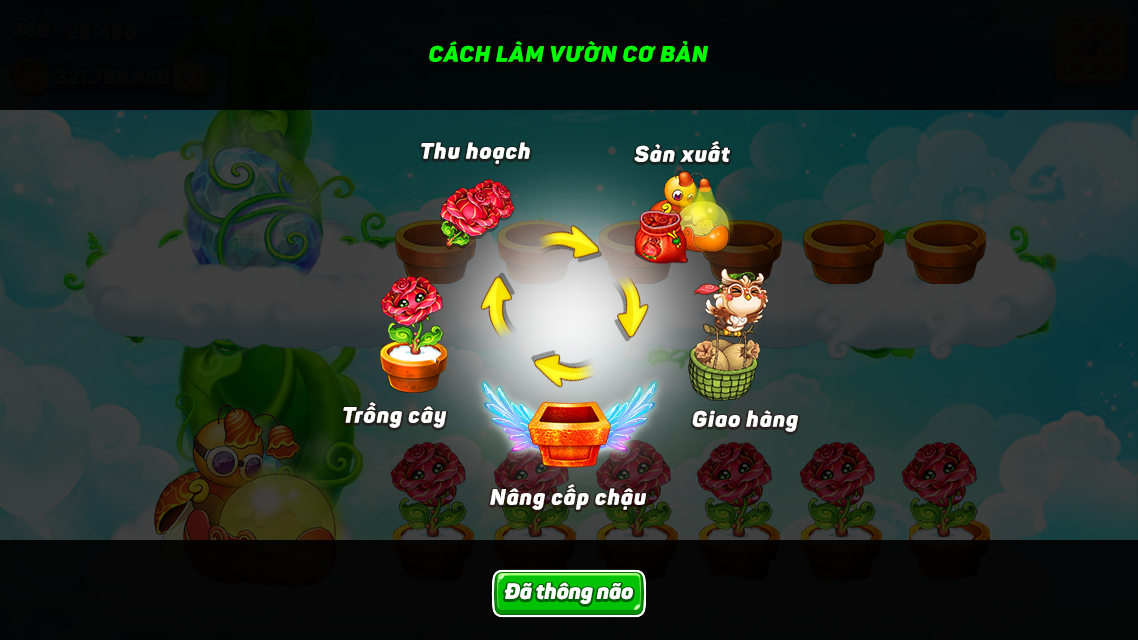 CÁCH LÀM VƯỜN CƠ BẢN
Thu hoạch
Sản xuất
Trồng cây
Giao hàng
Nâng cấp chậu
Đã thông não